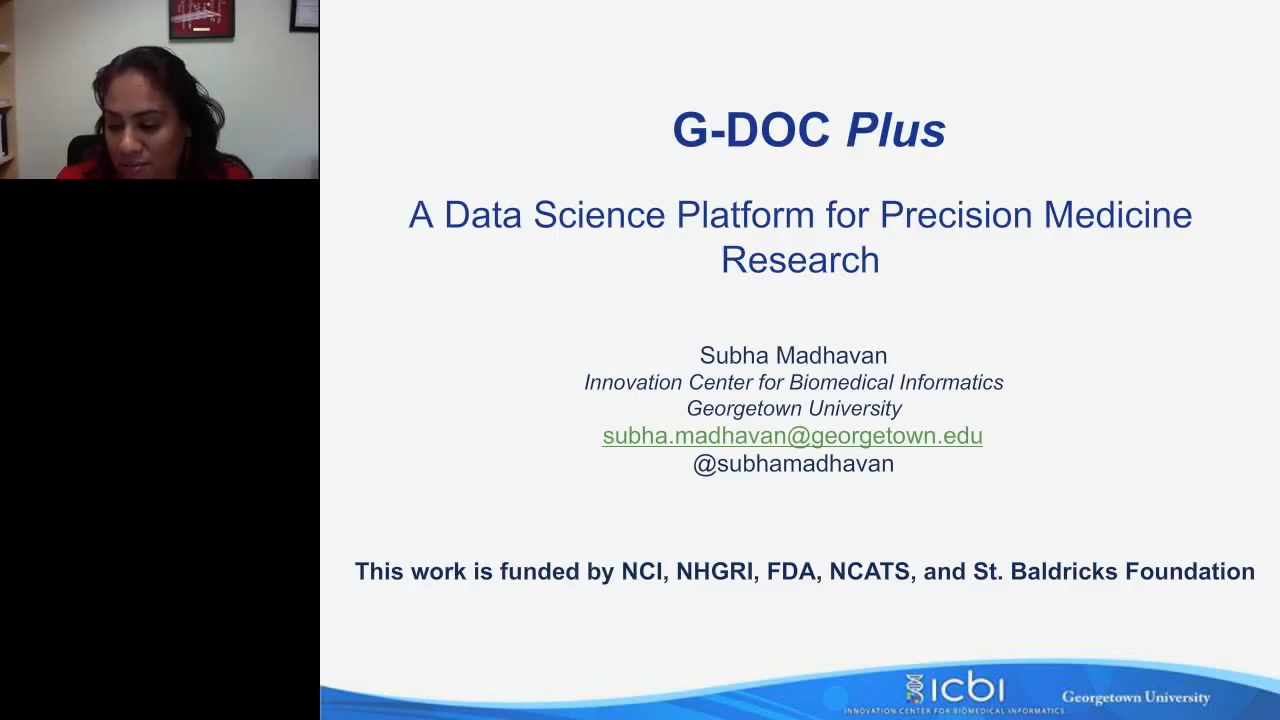 G-DOC Plus
A Data Science Platform for Precision Medicine
Research
Subha Madhavan
Innovation Center for Biomedical Informatics
Georgetown University
subha.madhavan@georgetown.edu
@subhamadhavan
This work is funded by NCI, NHGRI, FDA, NCATS, and St. Baldricks Foundation
icbi
INNOVATION CENTER FOR BIOMEDICAL INFORMATICS
Georgetown University